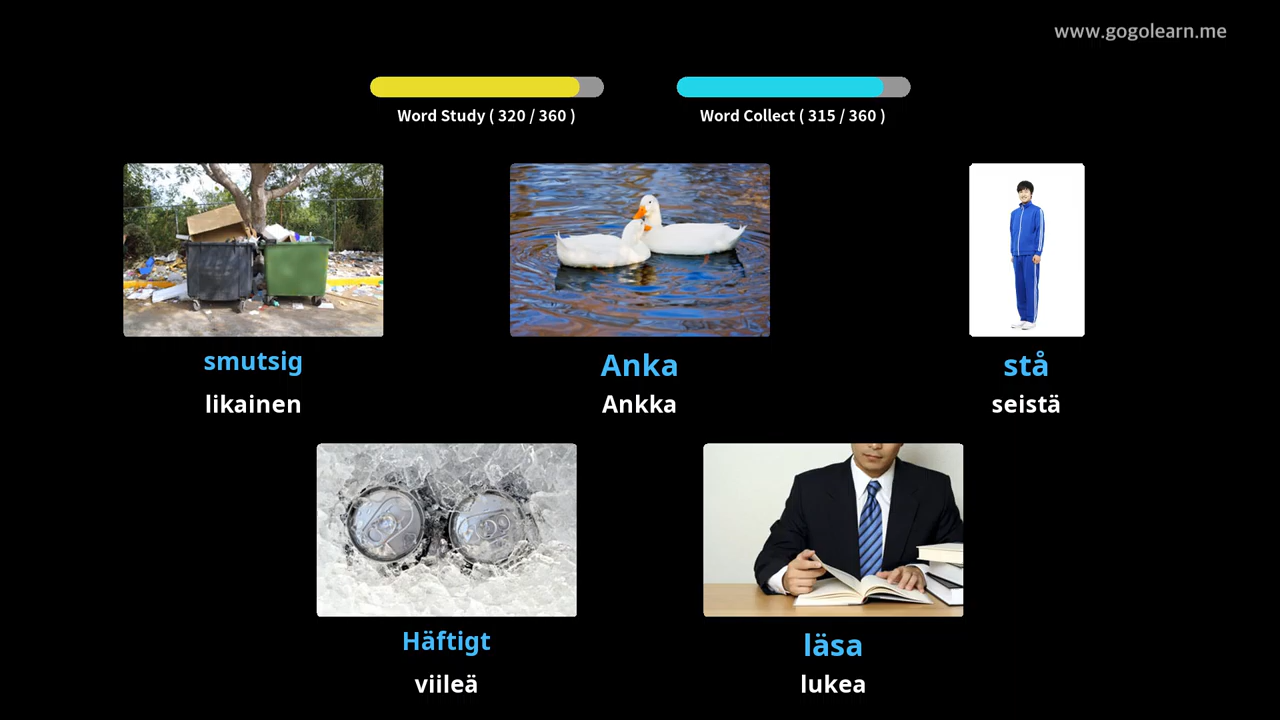 www.gogolearn.me
Word Study ( 320 / 360 )
Word Collect ( 315 / 360 )
smutsig
Anka
stå
likainen
Ankka
seistä
Häftigt
läsa
viileä
lukea